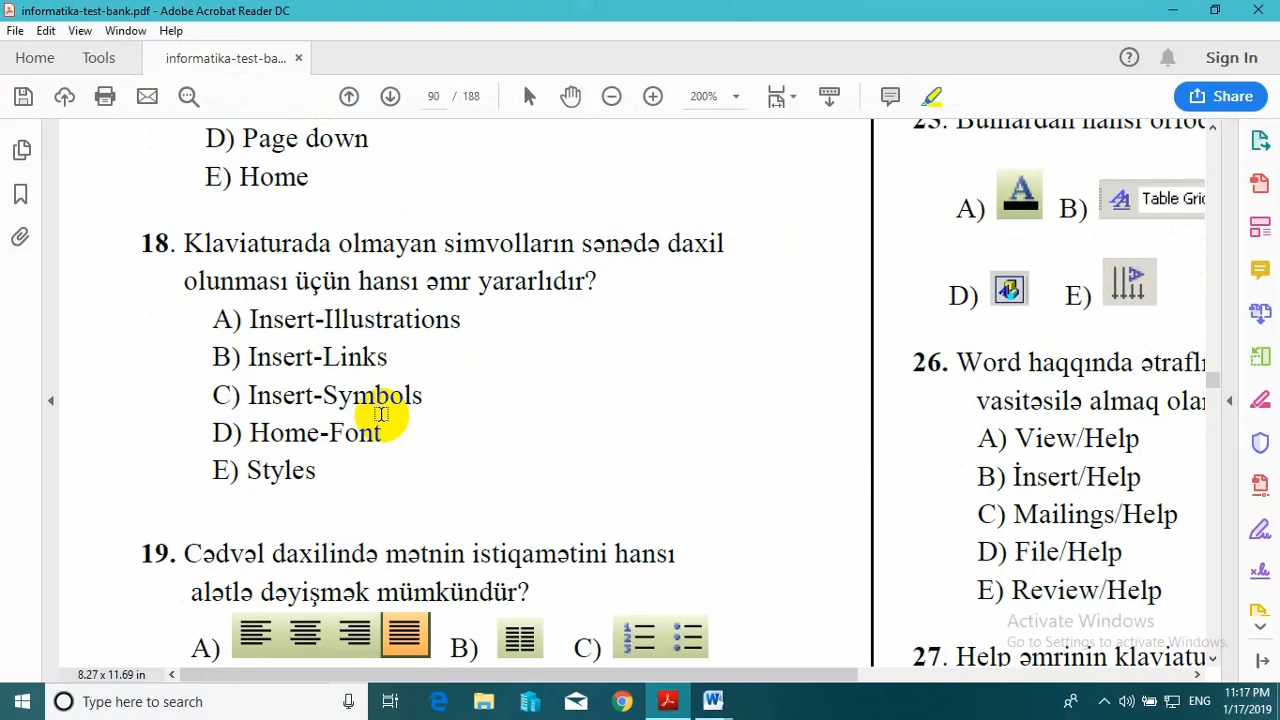 informatika-test-bank.pdf - Adobe Acrobat Reader DC
File Edit View Window Help
Home Tools informatika-test-ba... × Sign In
90 / 188 200% Share
D) Page down
E) Home
18. Klaviaturada olmayan simvolların sənədə daxil
olunması üçün hansı əmr yararlıdır?
A) Insert-Illustrations
B) Insert-Links
C) Insert-Symbols
D) Home-Font
E) Styles
19. Cədvəl daxilində mətnin istiqamətini hansı
alətlə dəyişmək mümkündür?
A) B) C)
A) B) Table Gri
D) E)
26. Word haqqında ətraflı
vasitəsilə almaq olar
A) View/Help
B) İnsert/Help
C) Mailings/Help
D) File/Help
E) Review/Help
27. Help əmrinin klaviatu
Activate Windows
Go to Settings to activate Windows.
8.27 x 11.69 in
Type here to search
ENG
11:17 PM
1/17/2019